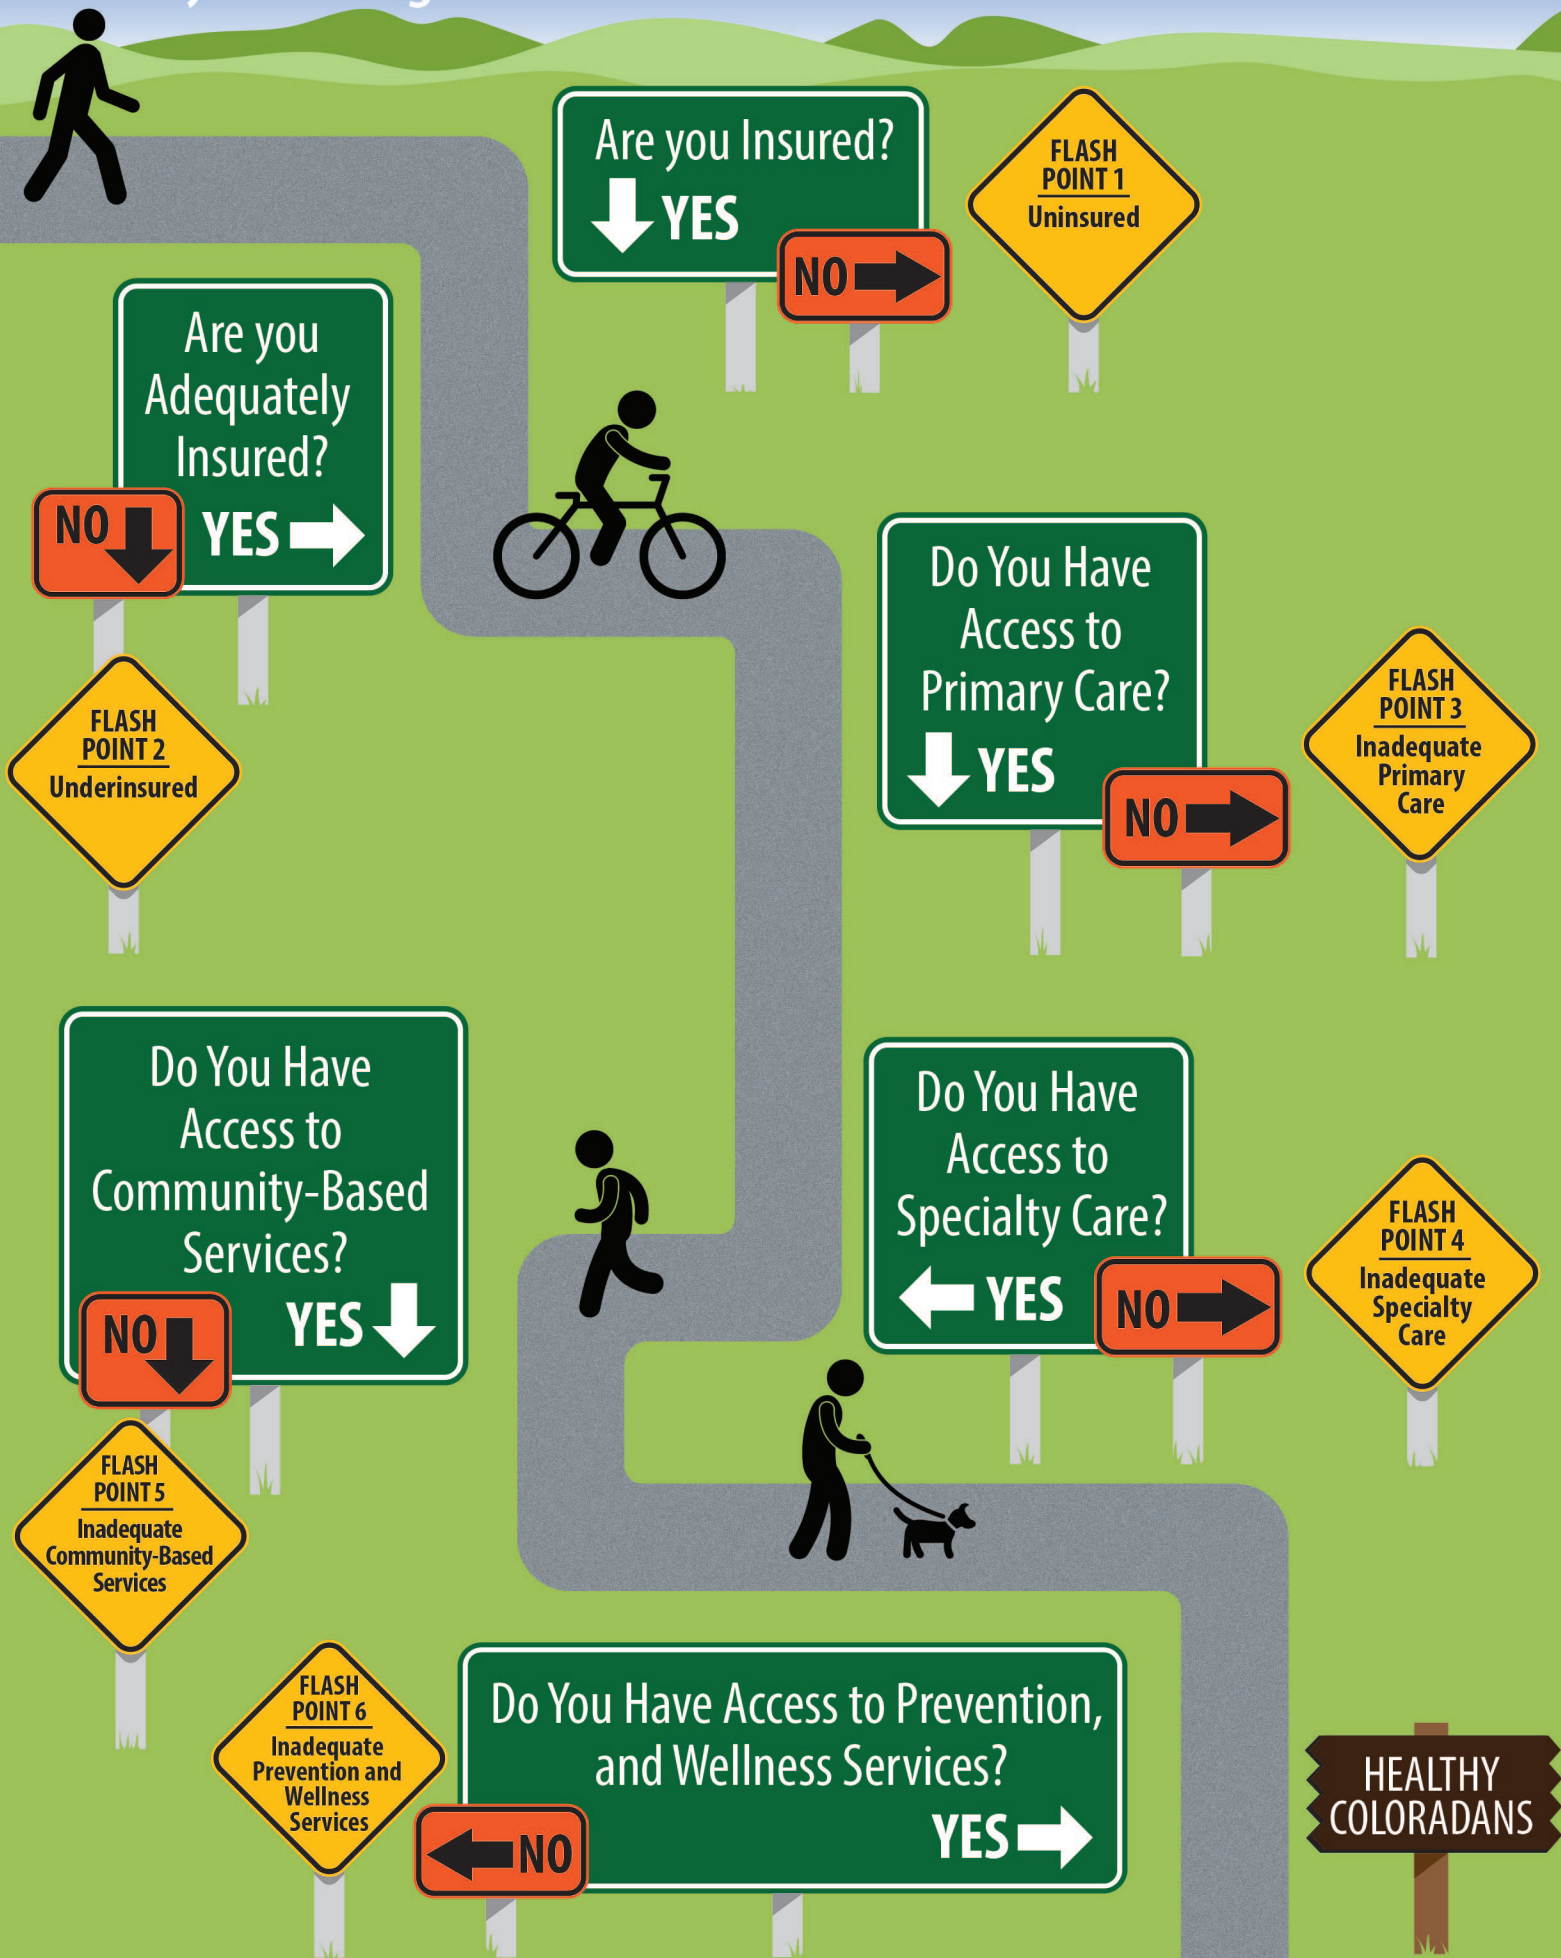 Are you Insured?
YES
NO
FLASH
POINT 1
Uninsured
Are you
Adequately
Insured?
YES
NO
FLASH
POINT 2
Underinsured
Do You Have
Access to
Primary Care?
YES
NO
FLASH
POINT 3
Inadequate
Primary
Care
Do You Have
Access to
Specialty Care?
YES
NO
FLASH
POINT 4
Inadequate
Specialty
Care
Do You Have
Access to
Community-Based
Services?
YES
NO
FLASH
POINT 5
Inadequate
Community-Based
Services
Do You Have Access to Prevention,
and Wellness Services?
YES
NO
FLASH
POINT 6
Inadequate
Prevention and
Wellness
Services
HEALTHY
COLORADANS